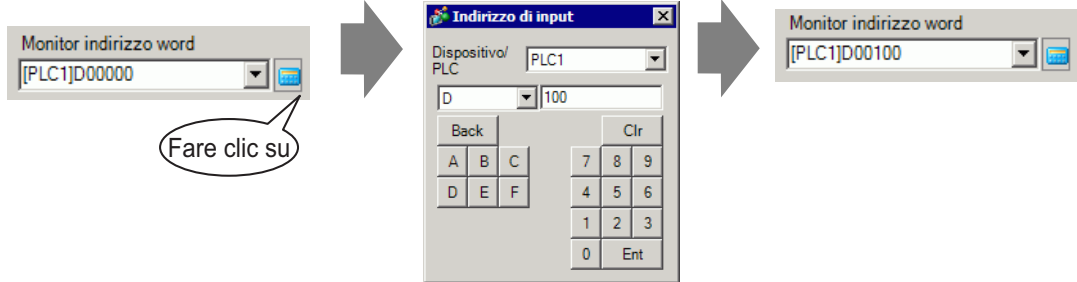 Monitor indirizzo word
[PLC1]D00000
Fare clic su
Indirizzo di input
Dispositivo/
PLC
PLC1
D
100
Back
Clr
A B C 7 8 9
D E F 4 5 6
1 2 3
0 Ent
Monitor indirizzo word
[PLC1]D00100